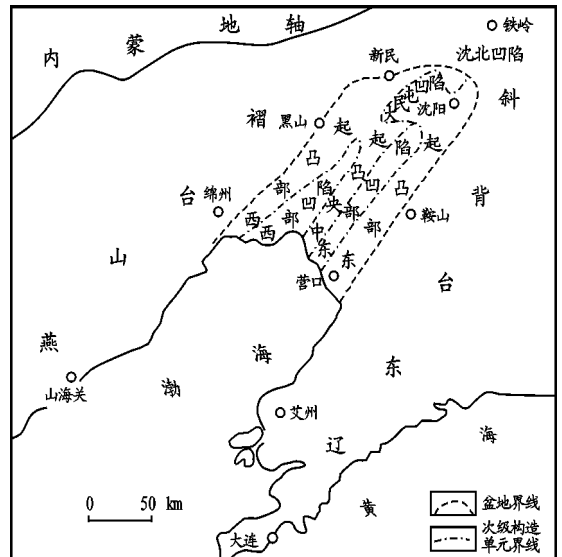 内蒙地轴
铁岭
新民
沈北凹陷
大民屯凹陷
沈阳
斜
褶
黑山
西部凸起
西部凹陷
中央凸起
东部凹陷
东部凸起
背
台
绵州
鞍山
山
营口
台
燕
海
东
山海关
渤
艾州
辽
海
黄
大连
0 50 km
盆地界线
次级构造
单元界线